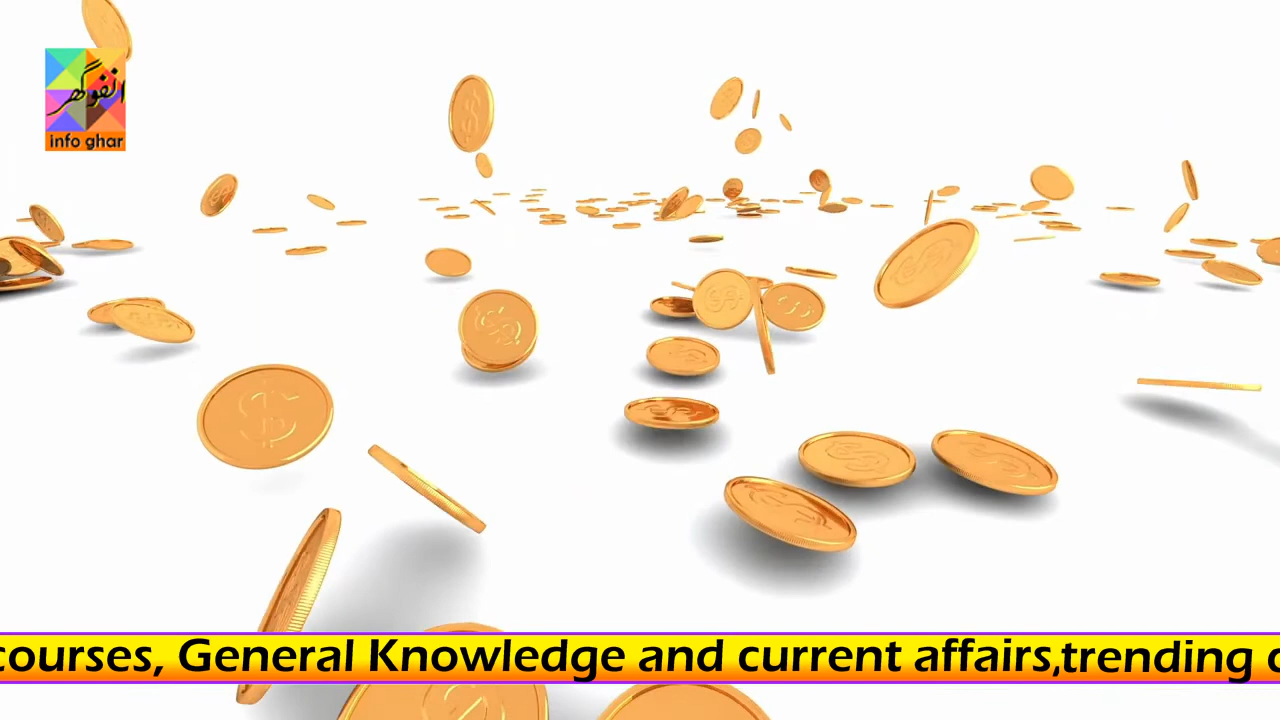 انفوگھر
info ghar
courses, General Knowledge and current affairs,trending